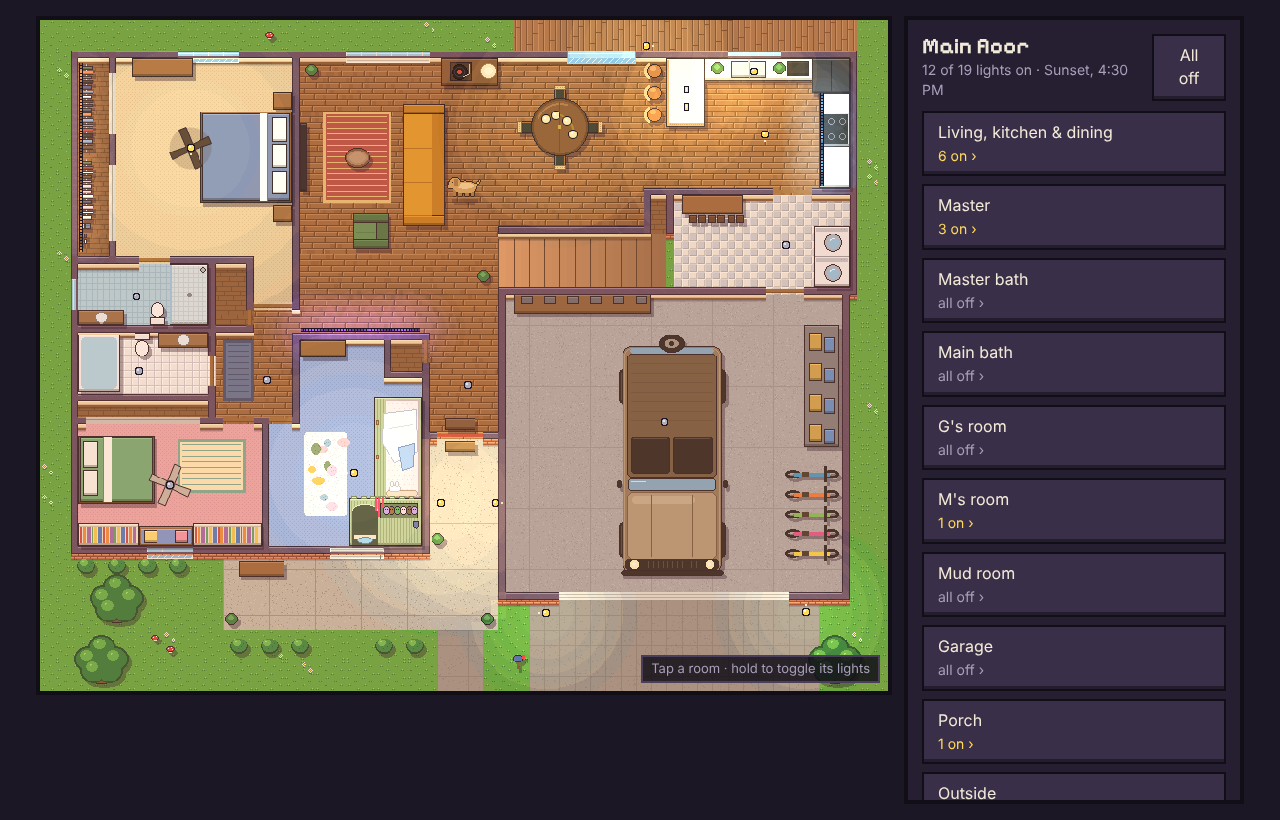 Main floor
12 of 19 lights on · Sunset, 4:30
PM
All
off
Living, kitchen & dining
6 on ›
Master
3 on ›
Master bath
all off ›
Main bath
all off ›
G's room
all off ›
M's room
1 on ›
Mud room
all off ›
Garage
all off ›
Porch
1 on ›
Outside
Tap a room · hold to toggle its lights